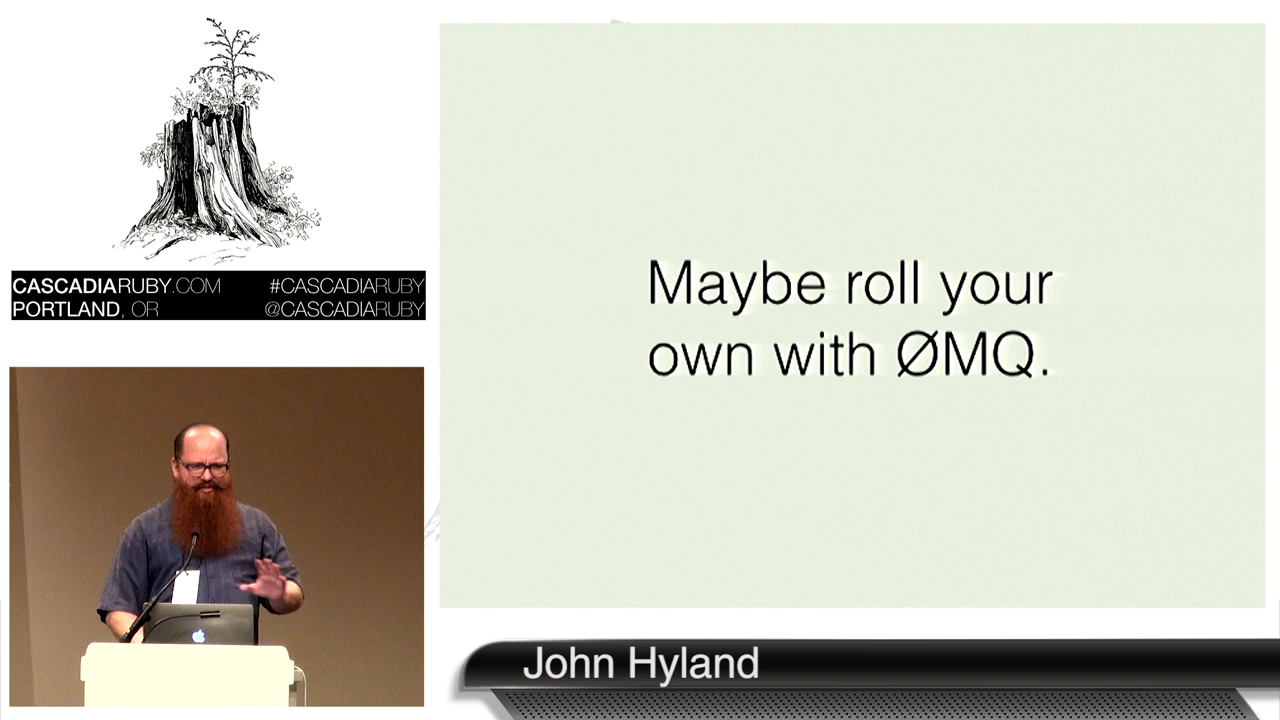 CASCADIARUBY.COM #CASCADIARUBY
PORTLAND, OR @CASCADIARUBY
Maybe roll your
own with ØMQ.
John Hyland